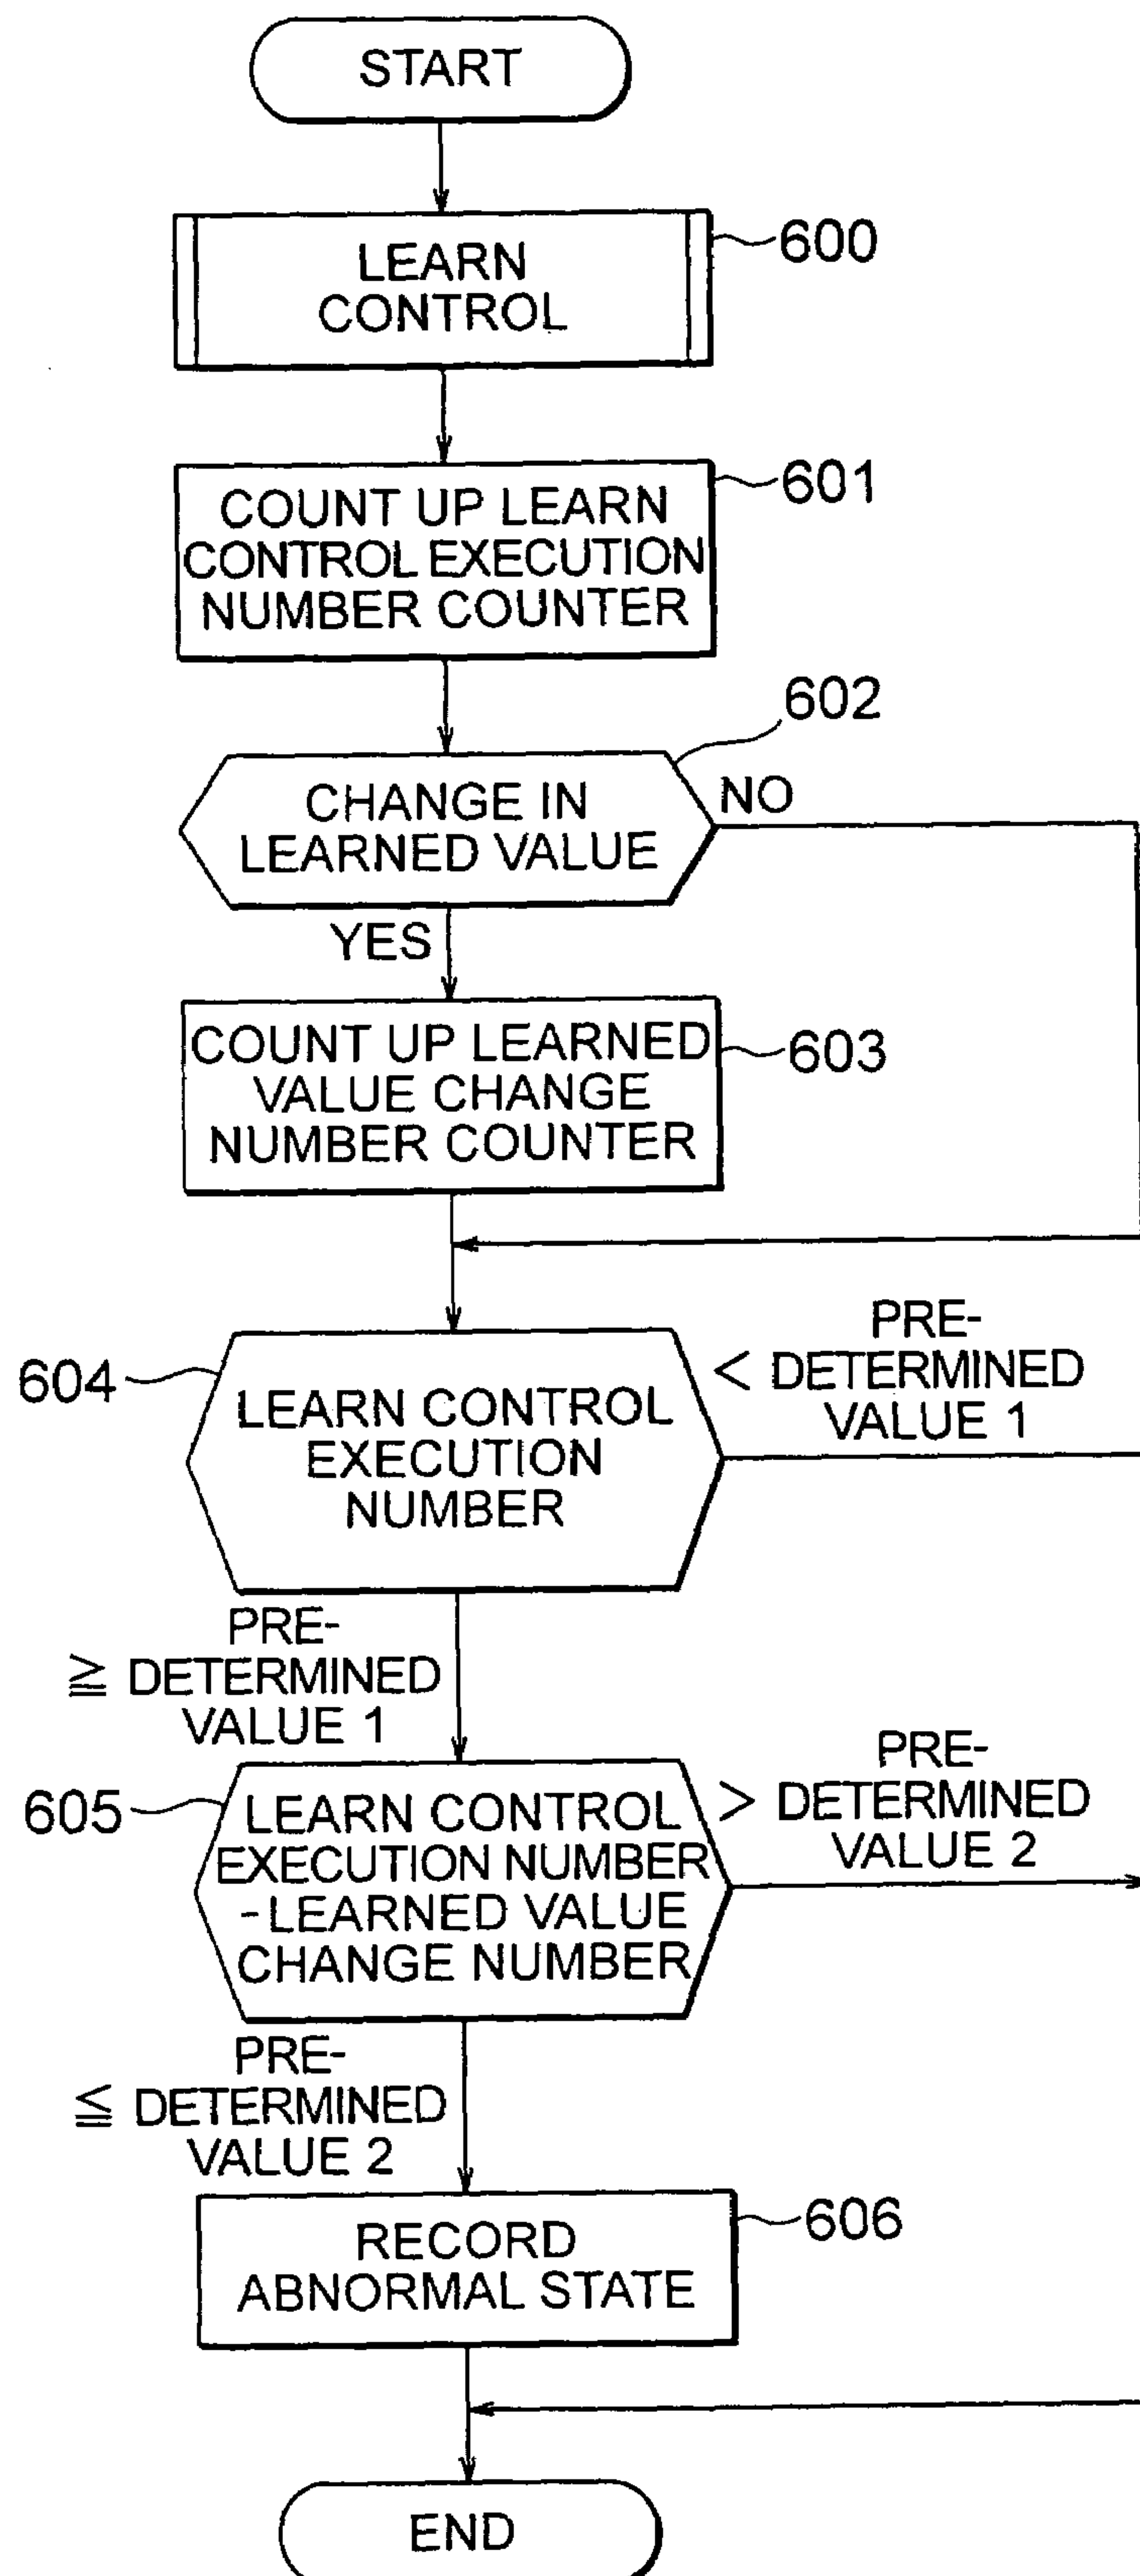 START
LEARN
CONTROL
600
COUNT UP LEARN
CONTROL EXECUTION
NUMBER COUNTER
601
602
CHANGE IN
LEARNED VALUE
NO
YES
COUNT UP LEARNED
VALUE CHANGE
NUMBER COUNTER
603
604
LEARN CONTROL
EXECUTION
NUMBER
PRE-
< DETERMINED
VALUE 1
PRE-
≧ DETERMINED
VALUE 1
605
LEARN CONTROL
EXECUTION NUMBER
-LEARNED VALUE
CHANGE NUMBER
PRE-
> DETERMINED
VALUE 2
PRE-
≦ DETERMINED
VALUE 2
RECORD
ABNORMAL STATE
606
END